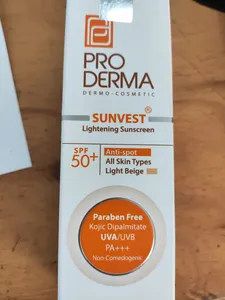 PRO
DERMA
DERMO-COSMETIC
SUNVEST®
Lightening Sunscreen
SPF
50+
Anti-spot
All Skin Types
Light Beige
Paraben Free
Kojic Dipalmitate
UVA/UVB
PA+++
Non-Comedogenic